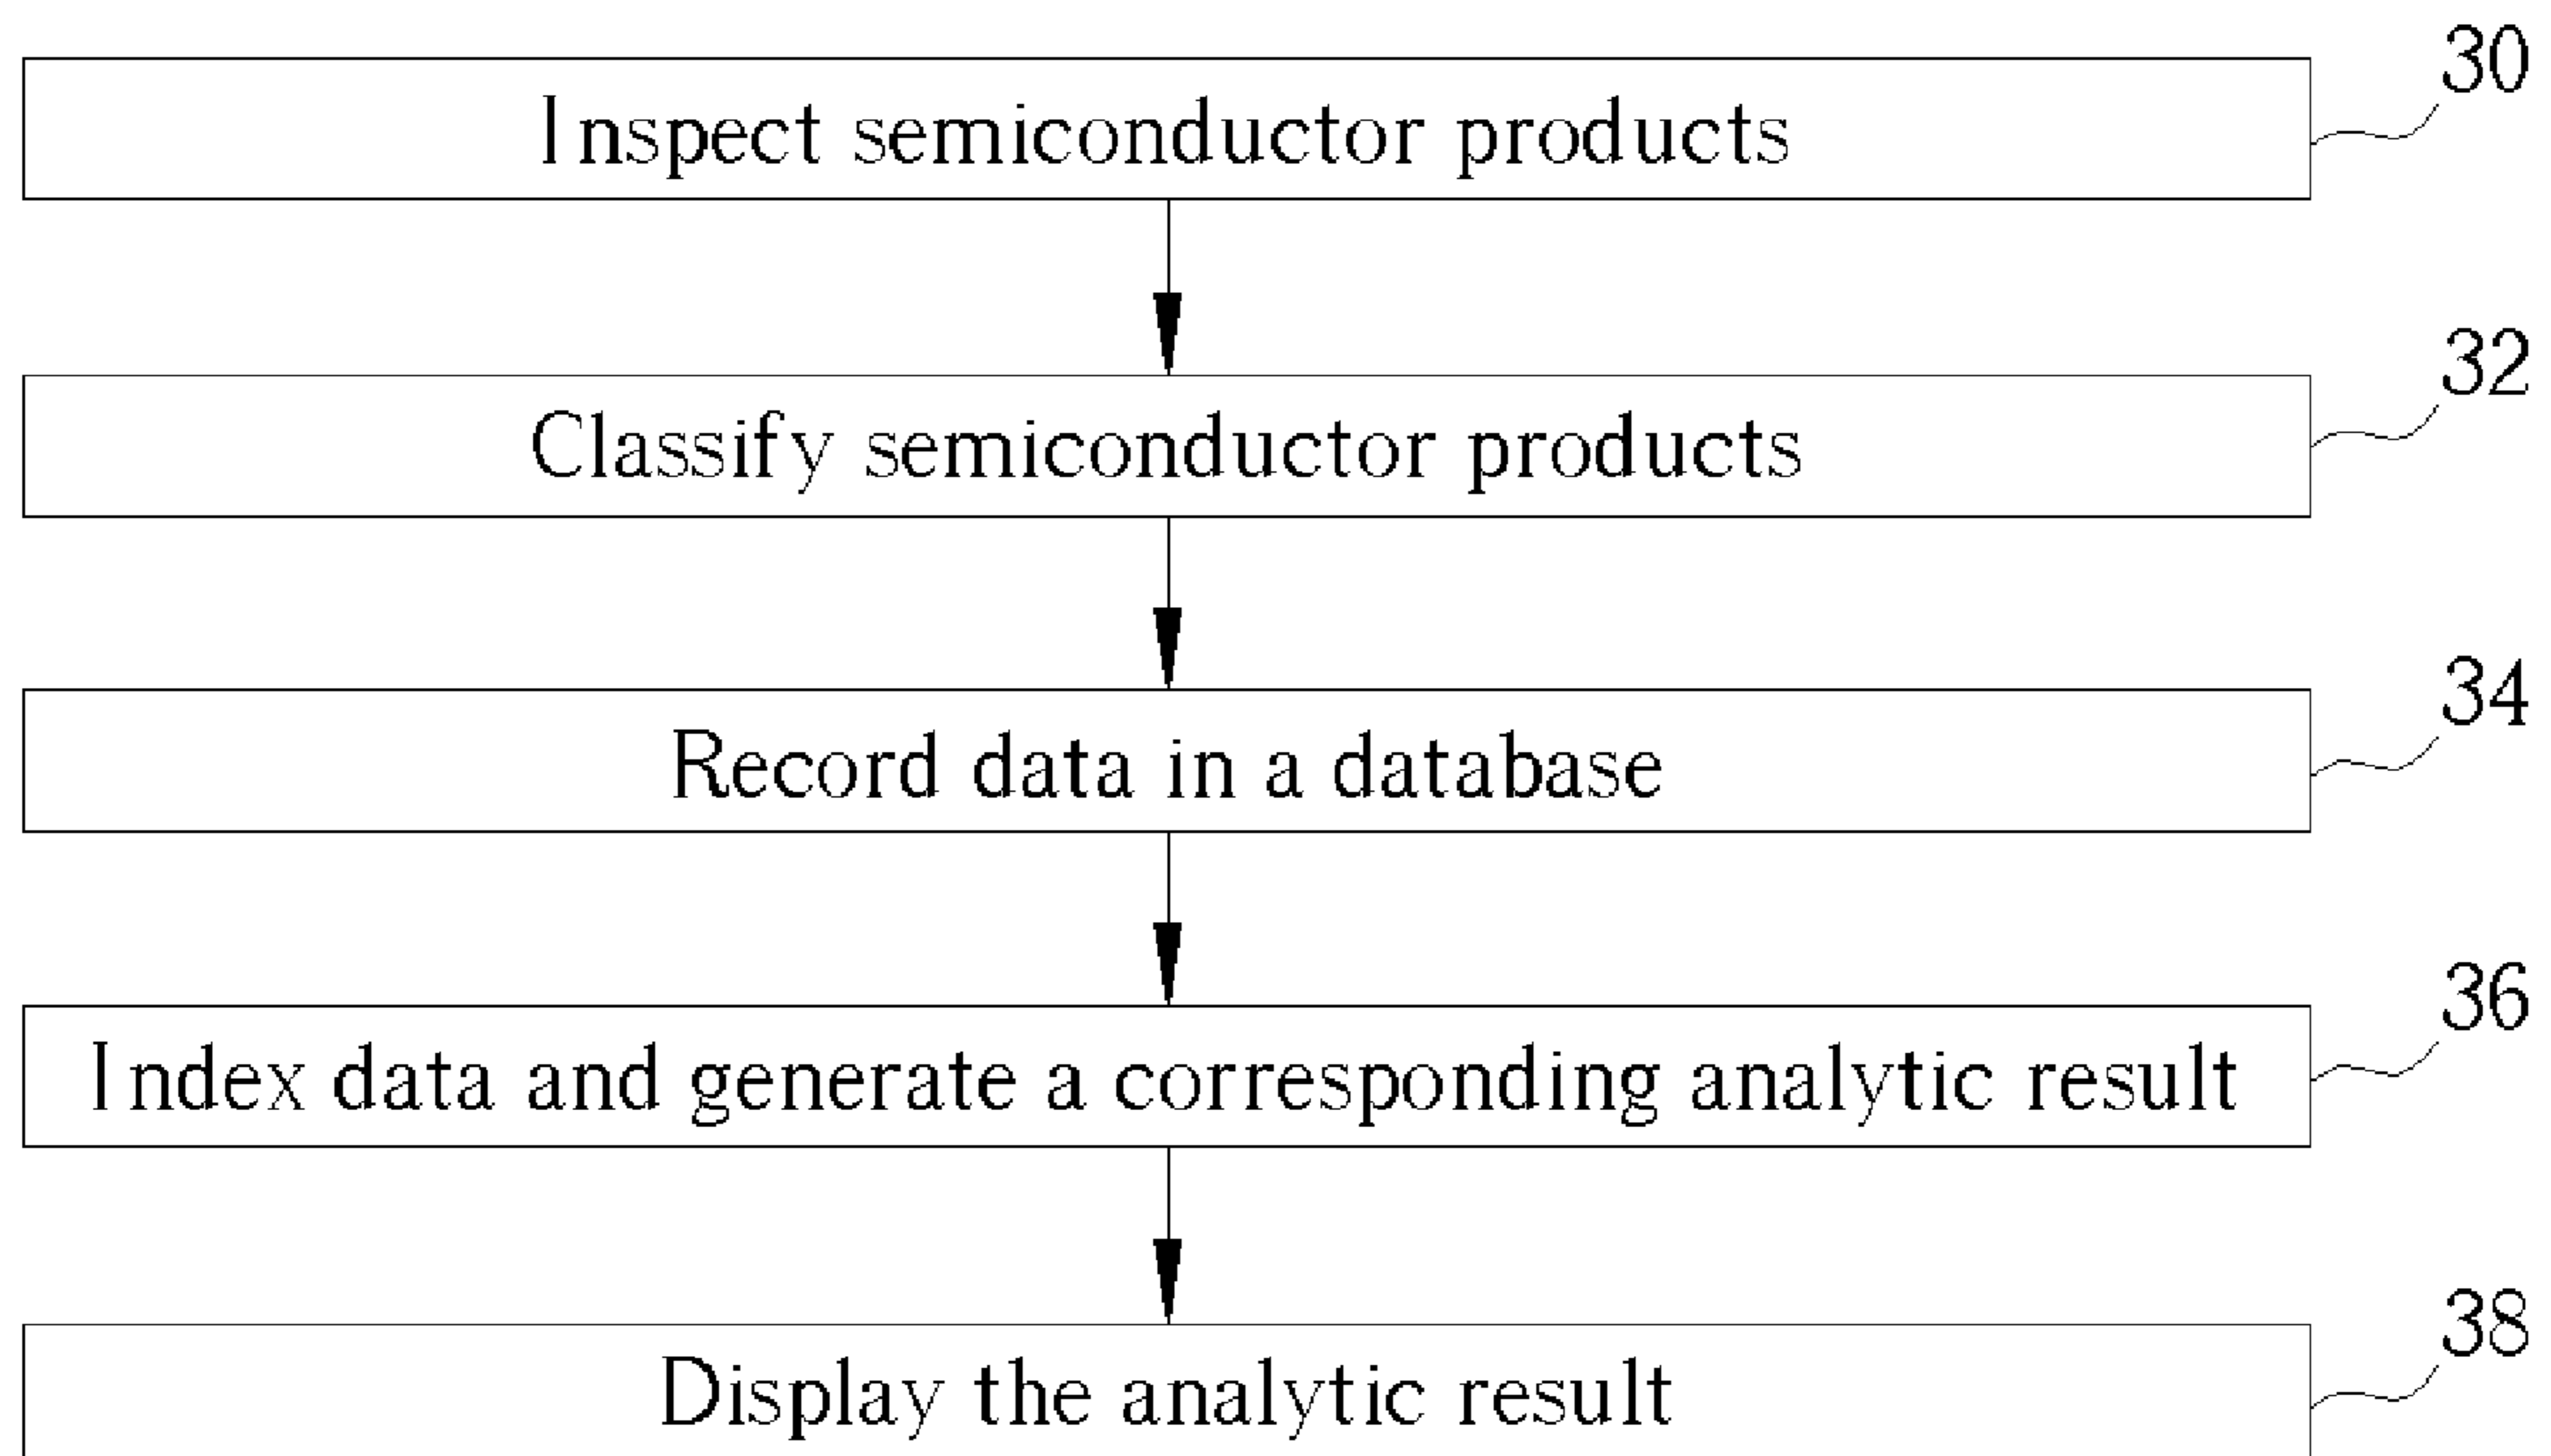 30
Inspect semiconductor products
32
Classify semiconductor products
34
Record data in a database
36
Index data and generate a corresponding analytic result
38
Display the analytic result